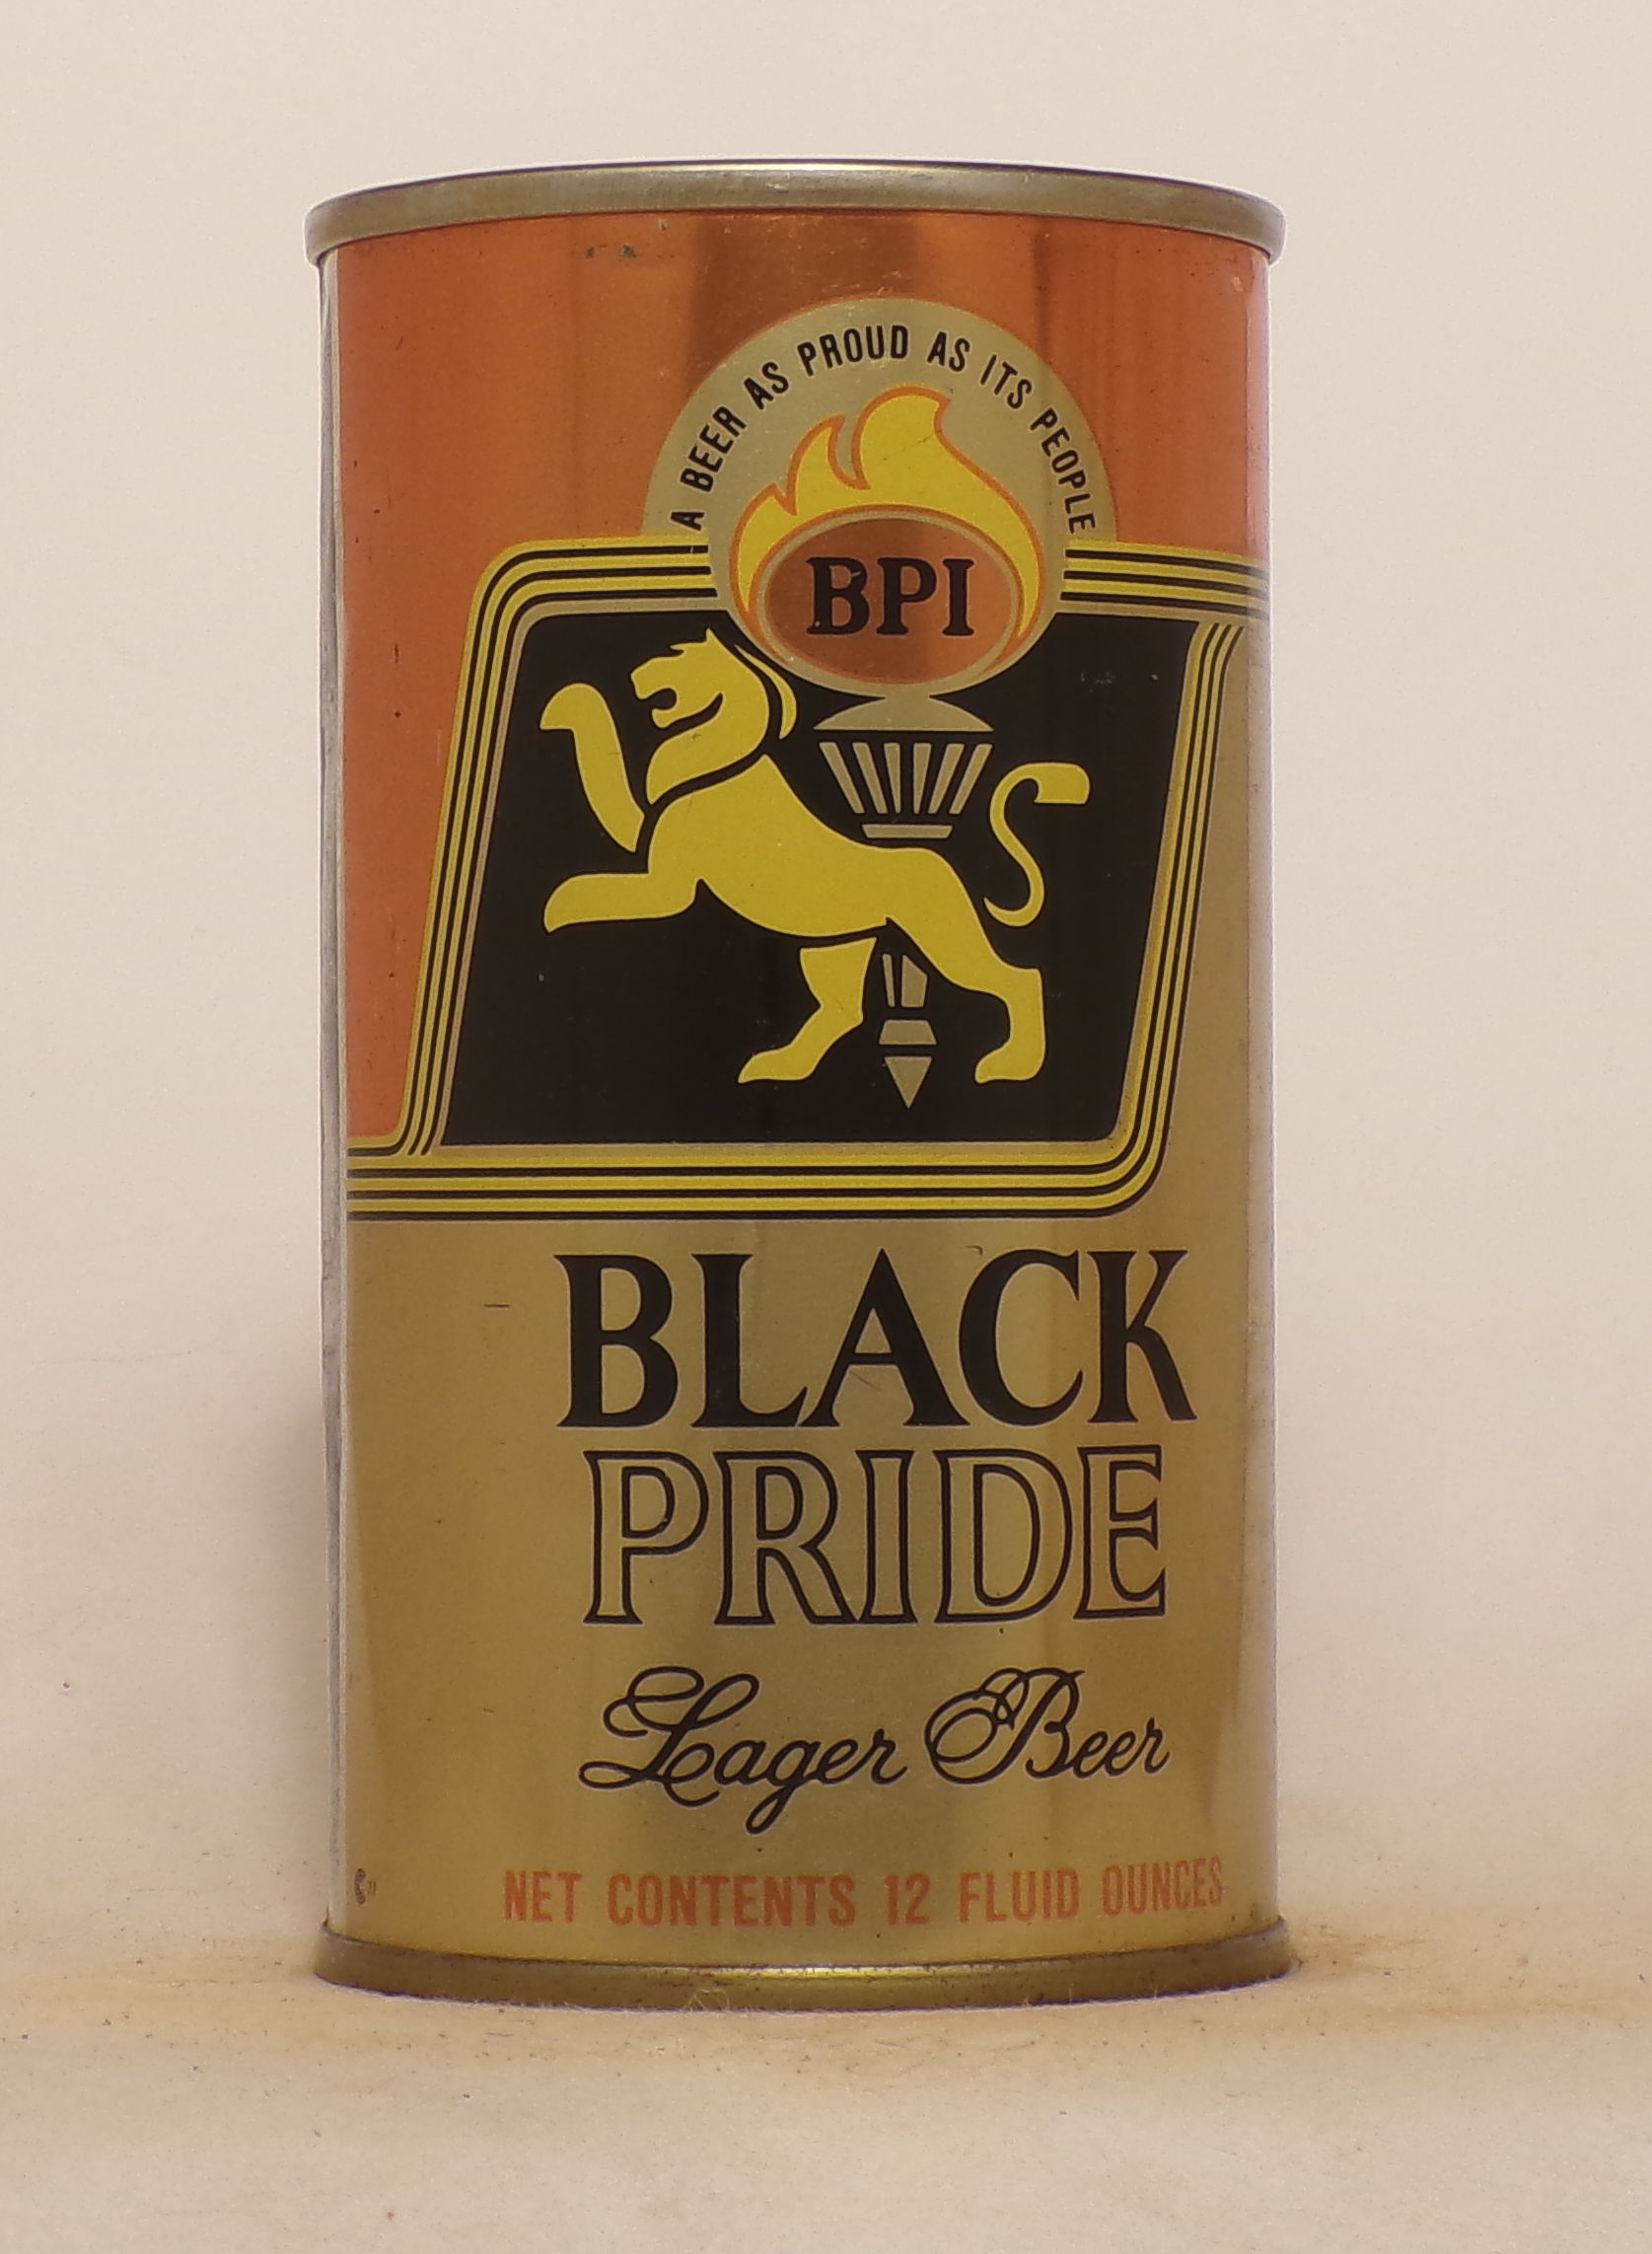 A BEER AS PROUD AS ITS PEOPLE
BPI
BLACK
PRIDE
Lager Beer
NET CONTENTS 12 FLUID OUNCES